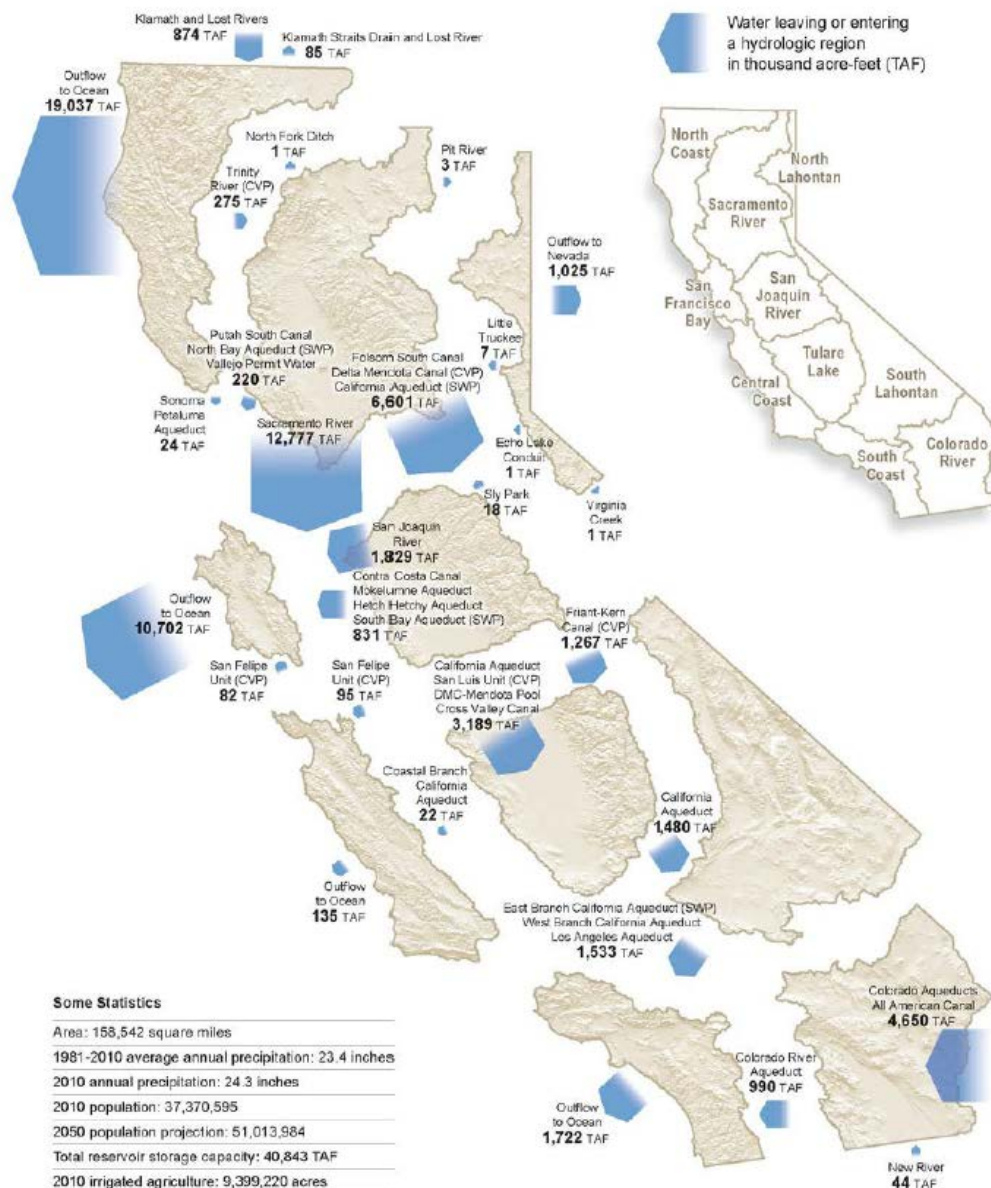 Klamath and Lost Rivers
874 TAF
Klamath Straits Drain and Lost River
85 TAF
Water leaving or entering
a hydrologic region
in thousand acre-feet (TAF)
Outflow
to Ocean
19,037 TAF
North Fork Ditch
1 TAF
Pit River
3 TAF
Trinity
River (CVP)
275 TAF
North
Coast
North
Lahontan
Sacramento
River
San
Francisco
Bay
San
Joaquin
River
Tulare
Lake
Central
Coast
South
Lahontan
South
Coast
Colorado
River
Outflow to
Nevada
1,025 TAF
Little
Truckee
7 TAF
Putah South Canal
North Bay Aqueduct (SWP)
Vallejo Permit Water
220 TAF
Folsom South Canal
Delta Mendota Canal (CVP)
California Aqueduct (SWP)
6,601 TAF
Sonoma
Petaluma
Aqueduct
24 TAF
Sacramento River
12,777 TAF
Echo Lake
Conduit
1 TAF
Sly Park
18 TAF
Virginia
Creek
1 TAF
San Joaquin
River
1,829 TAF
Contra Costa Canal
Mokelumne Aqueduct
Hetch Hetchy Aqueduct
South Bay Aqueduct (SWP)
831 TAF
Outflow
to Ocean
10,702 TAF
Friant-Kern
Canal (CVP)
1,267 TAF
San Felipe
Unit (CVP)
82 TAF
San Felipe
Unit (CVP)
95 TAF
California Aqueduct
San Luis Unit (CVP)
DMC-Mendota Pool
Cross Valley Canal
3,189 TAF
Coastal Branch
California
Aqueduct
22 TAF
California
Aqueduct
1,480 TAF
Outflow
to Ocean
135 TAF
East Branch California Aqueduct (SWP)
West Branch California Aqueduct
Los Angeles Aqueduct
1,533 TAF
Colorado Aqueducts
All American Canal
4,650 TAF
Colorado River
Aqueduct
990 TAF
Outflow
to Ocean
1,722 TAF
New River
44 TAF
Some Statistics
Area: 158,542 square miles
1981-2010 average annual precipitation: 23.4 inches
2010 annual precipitation: 24.3 inches
2010 population: 37,370,595
2050 population projection: 51,013,984
Total reservoir storage capacity: 40,843 TAF
2010 irrigated agriculture: 9,399,220 acres